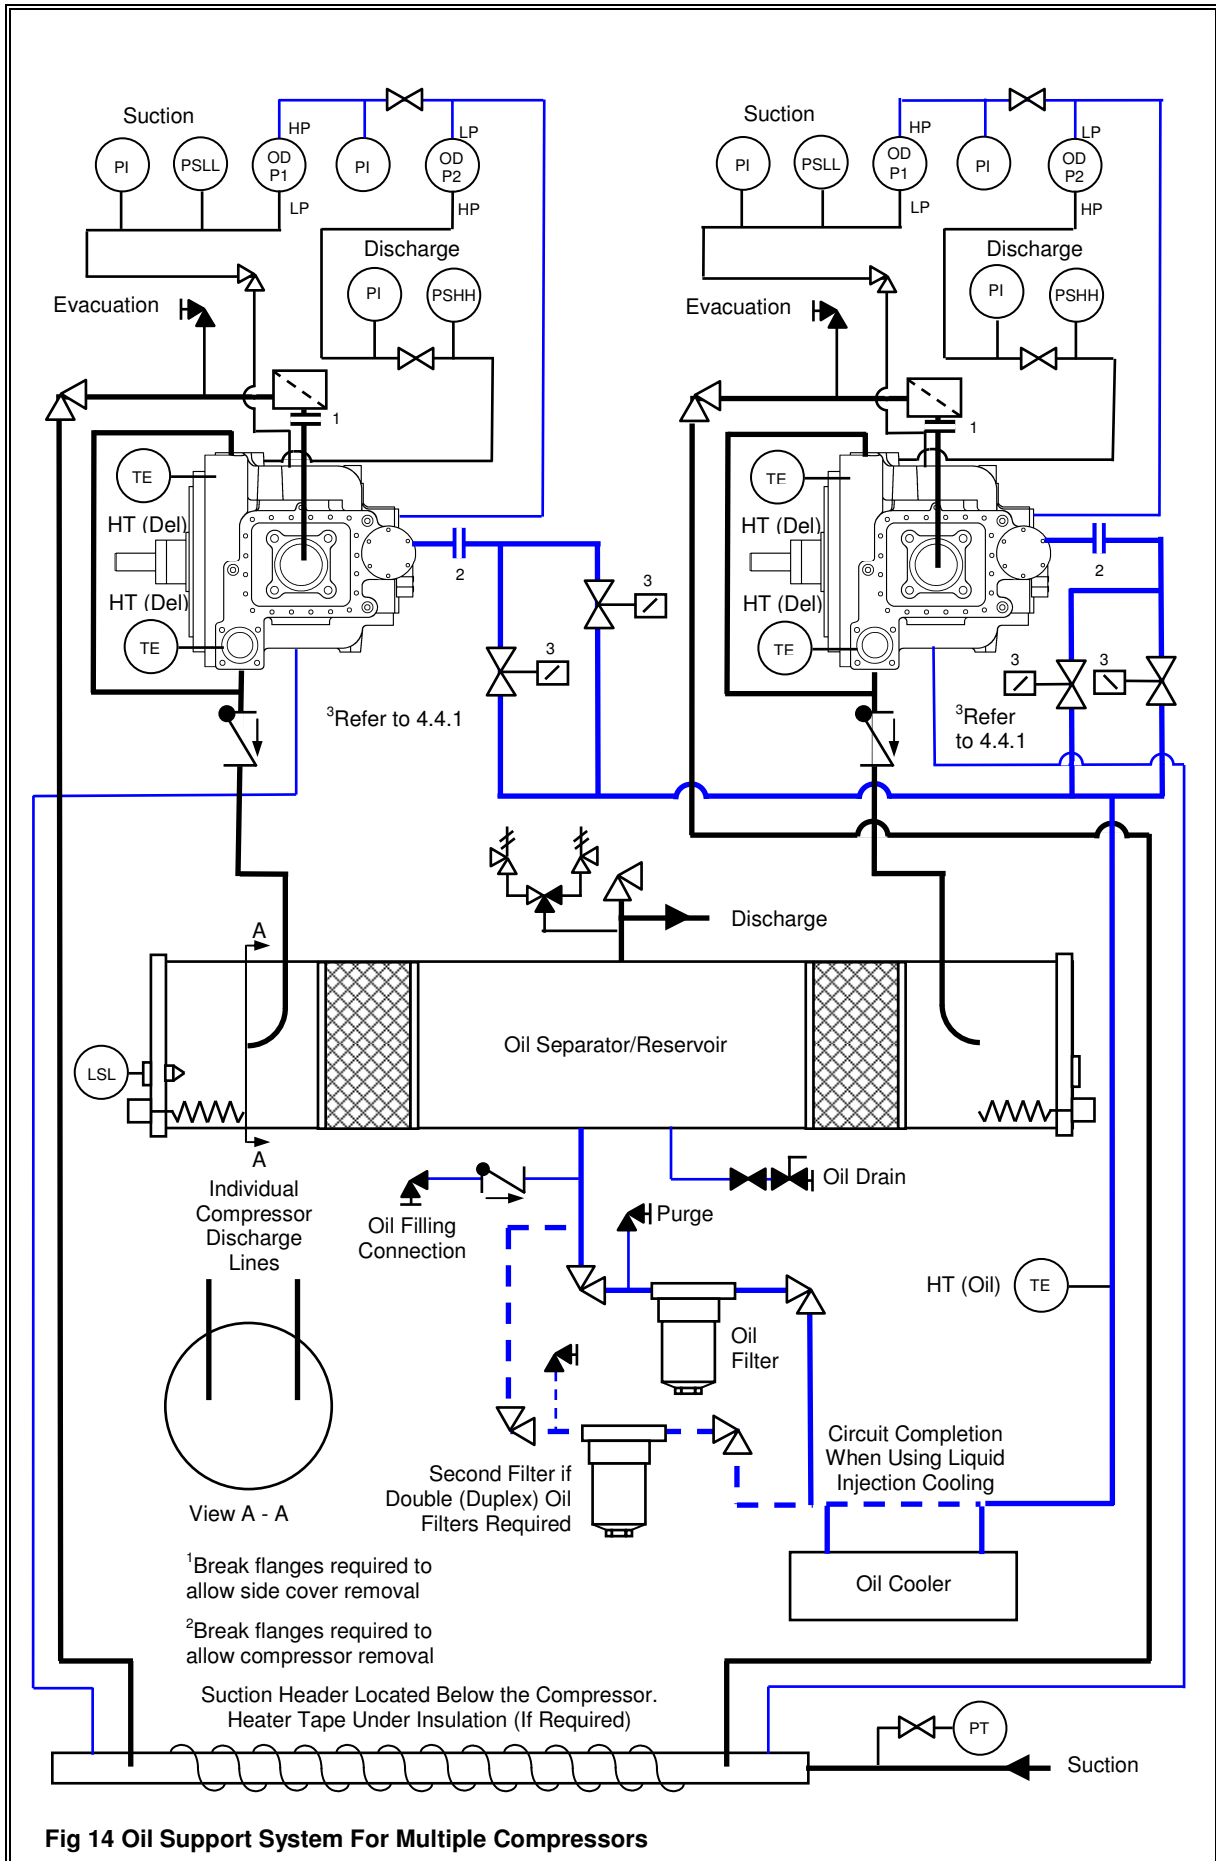 Suction
HP
LP
PI
PSLL
OD
P1
PI
OD
P2
LP
HP
Discharge
PI
PSHH
Evacuation
1
TE
HT (Del)
HT (Del)
TE
2
3
3
3Refer to 4.4.1
Suction
HP
LP
PI
PSLL
OD
P1
PI
OD
P2
LP
HP
Discharge
PI
PSHH
Evacuation
1
TE
HT (Del)
HT (Del)
TE
2
3
3
3Refer
to 4.4.1
Discharge
A
LSL
Oil Separator/Reservoir
A
Individual
Compressor
Discharge
Lines
Oil Filling
Connection
Oil Drain
Purge
HT (Oil)
TE
Oil
Filter
View A - A
Second Filter if
Double (Duplex) Oil
Filters Required
Circuit Completion
When Using Liquid
Injection Cooling
Oil Cooler
1Break flanges required to
allow side cover removal
2Break flanges required to
allow compressor removal
Suction Header Located Below the Compressor.
Heater Tape Under Insulation (If Required)
PT
Suction
Fig 14 Oil Support System For Multiple Compressors